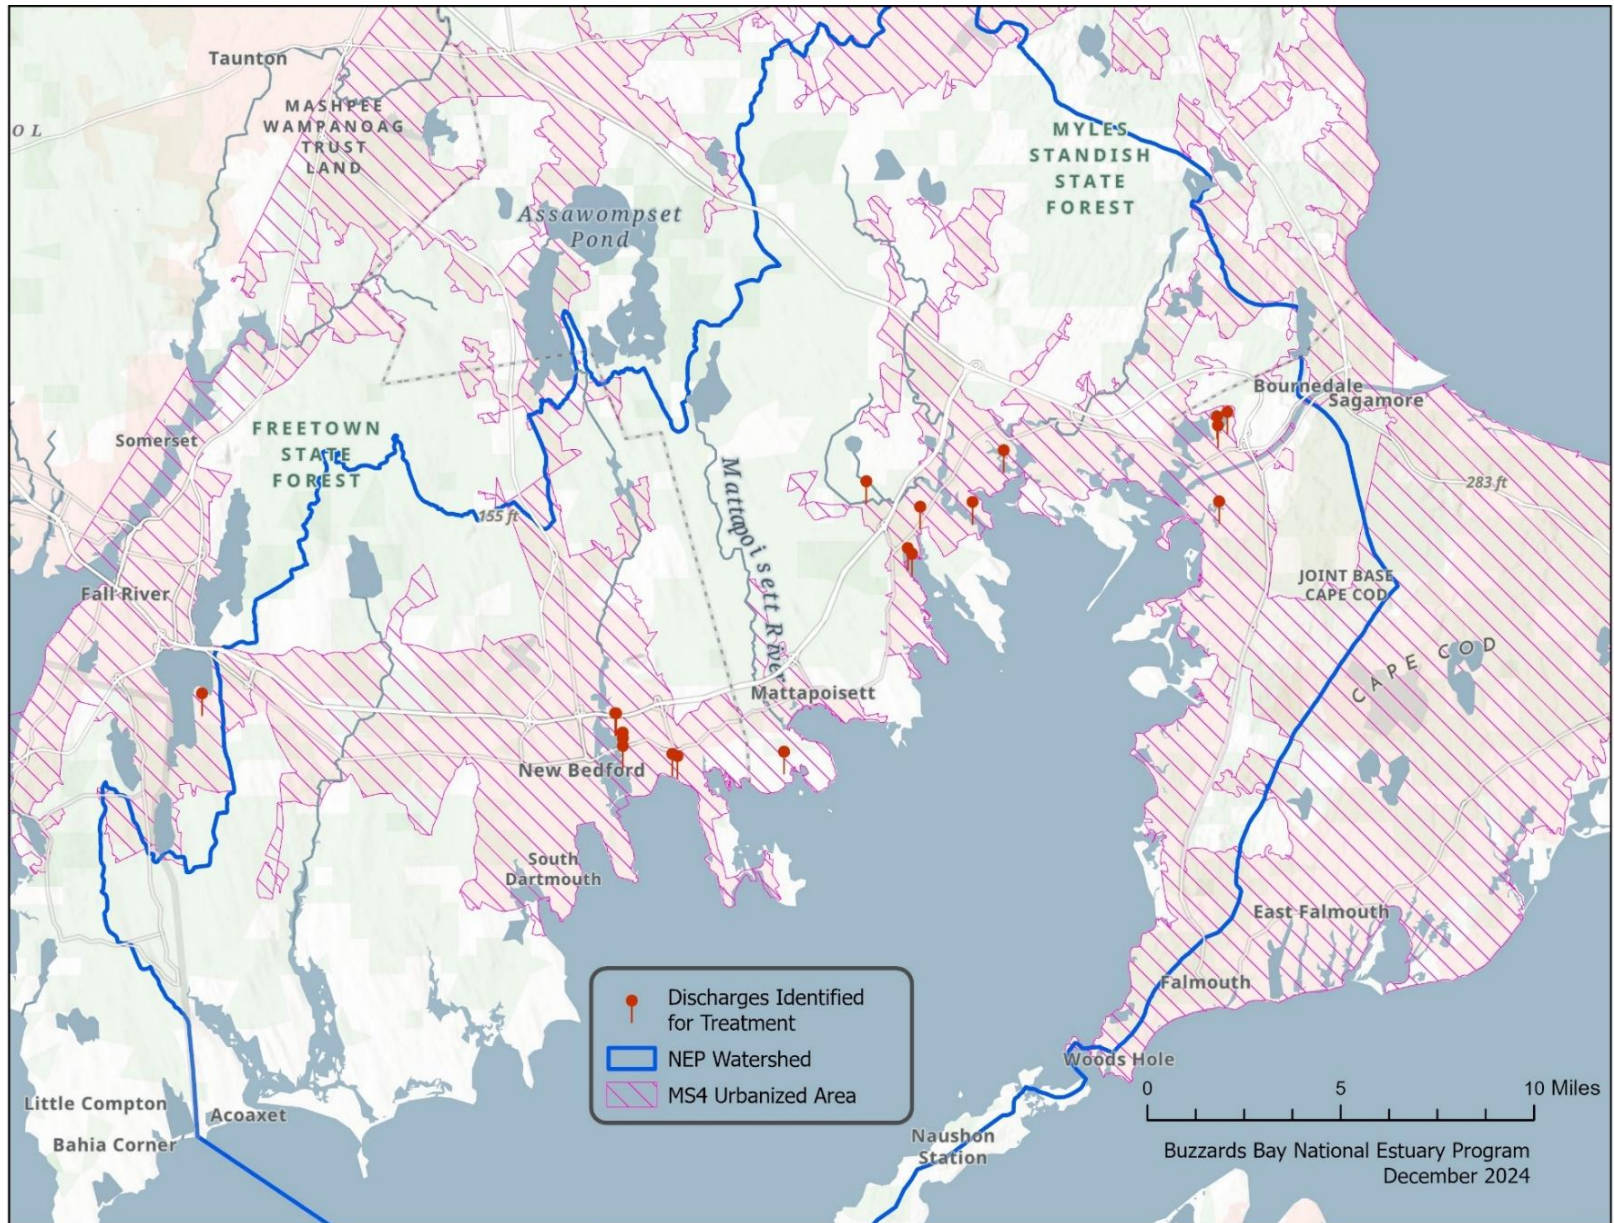 Taunton
MASHPEE
WAMPANOAG
TRUST
LAND
OL
MYLES
STANDISH
STATE
FOREST
Assawompset
Pond
Bournedale
Sagamore
Somerset
FREETOWN
STATE
FOREST
155 ft
283 ft
Mattapoisett River
Fall River
JOINT BASE
CAPE COD
CAPE COD
Mattapoisett
New Bedford
South
Dartmouth
East Falmouth
Falmouth
Woods Hole
Discharges Identified
for Treatment
NEP Watershed
MS4 Urbanized Area
0 5 10 Miles
Little Compton
Acoaxet
Bahia Corner
Naushon
Station
Buzzards Bay National Estuary Program
December 2024